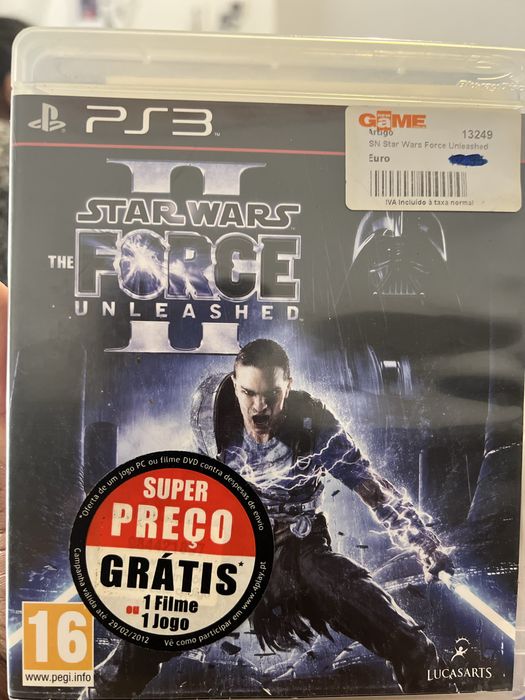 PS3
GAME
Artigo 13249
SN Star Wars Force Unleashed
Euro
IVA Incluído à taxa normal
II
STAR WARS
THE FORCE
UNLEASHED
*Oferta de um jogo PC ou filme DVD contra despesas de envio
SUPER
PREÇO
GRÁTIS*
ou 1 Filme
1 Jogo
Campanha válida até 29/02/2012 Vê como participar em www.4play.pt
16
www.pegi.info
LUCASARTS